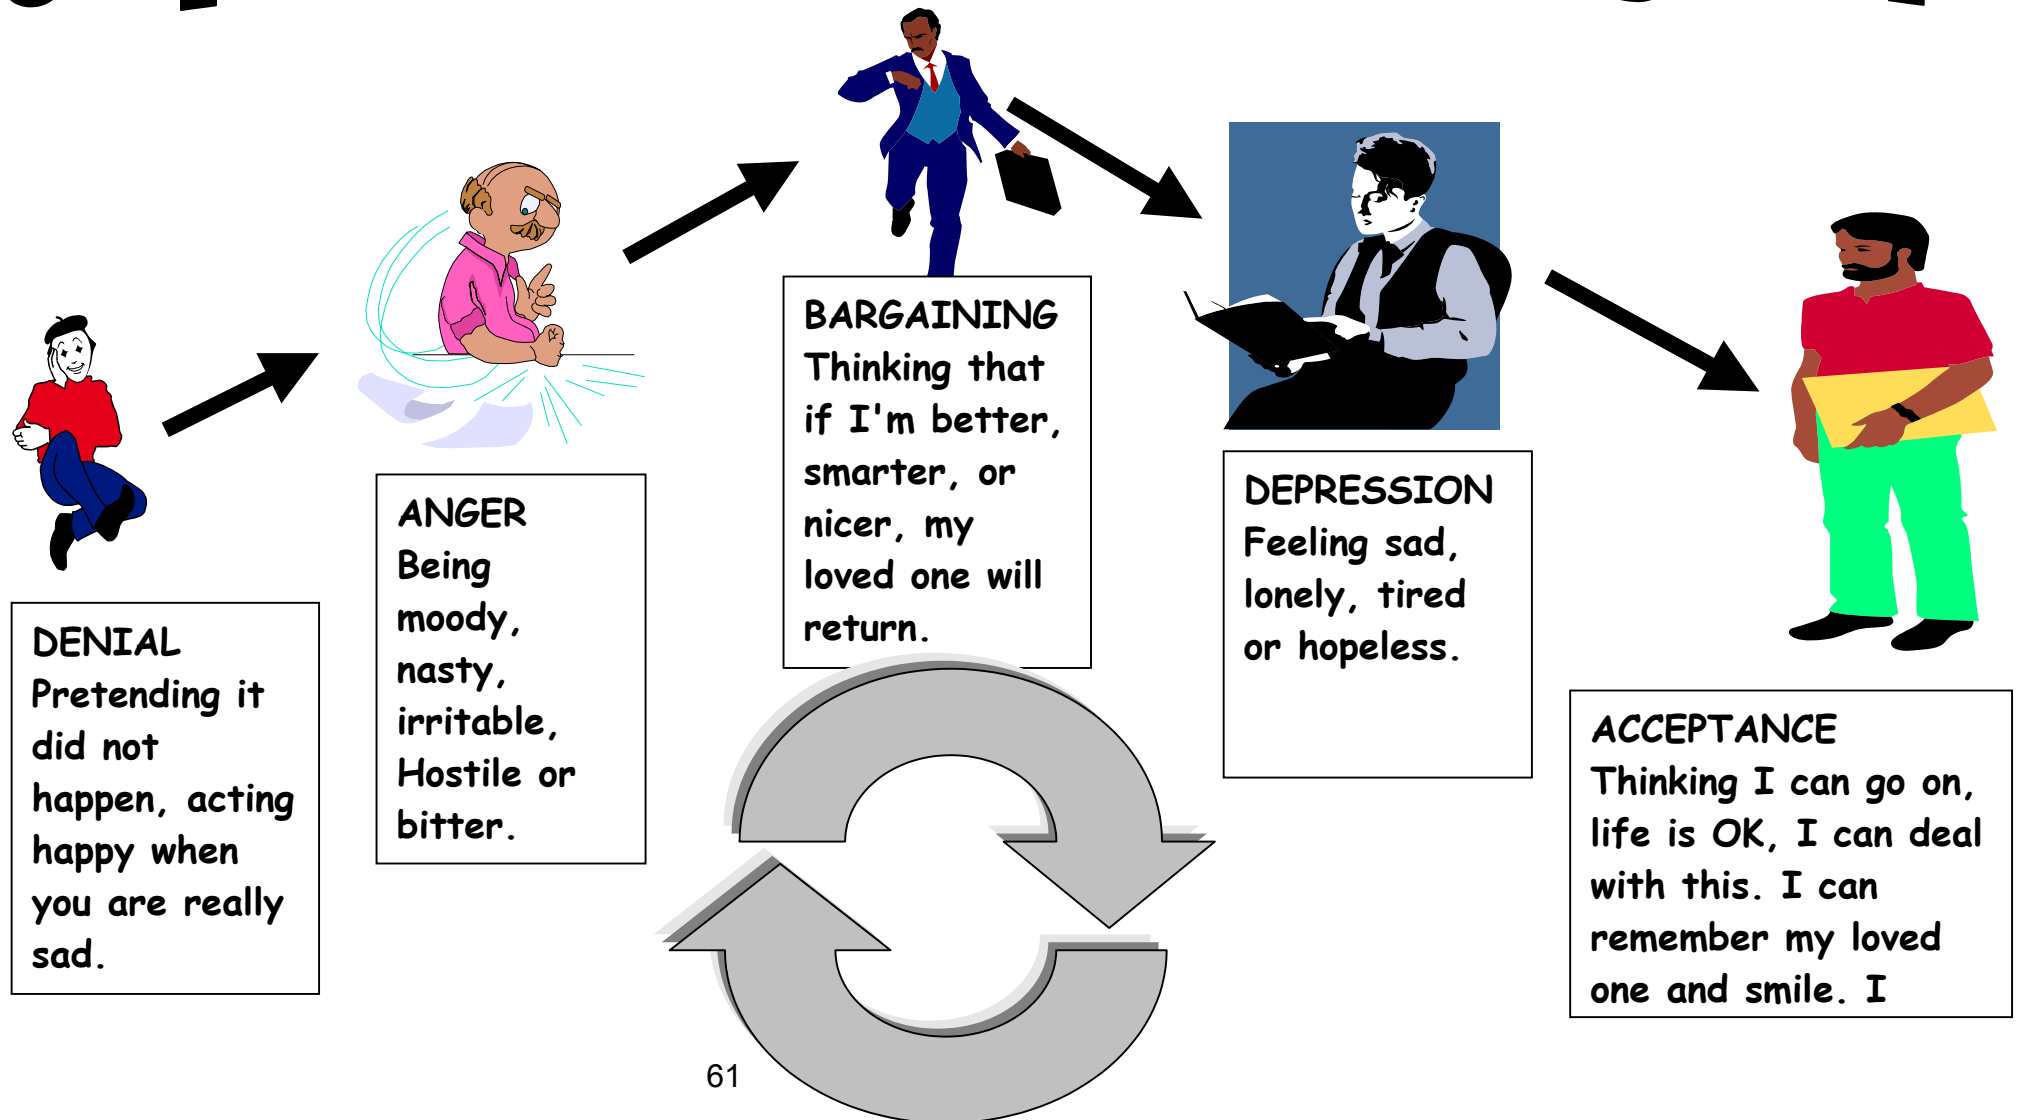 DENIAL
Pretending it
did not
happen, acting
happy when
you are really
sad.
ANGER
Being
moody,
nasty,
irritable,
Hostile or
bitter.
BARGAINING
Thinking that
if I'm better,
smarter, or
nicer, my
loved one will
return.
DEPRESSION
Feeling sad,
lonely, tired
or hopeless.
ACCEPTANCE
Thinking I can go on,
life is OK, I can deal
with this. I can
remember my loved
one and smile. I
61